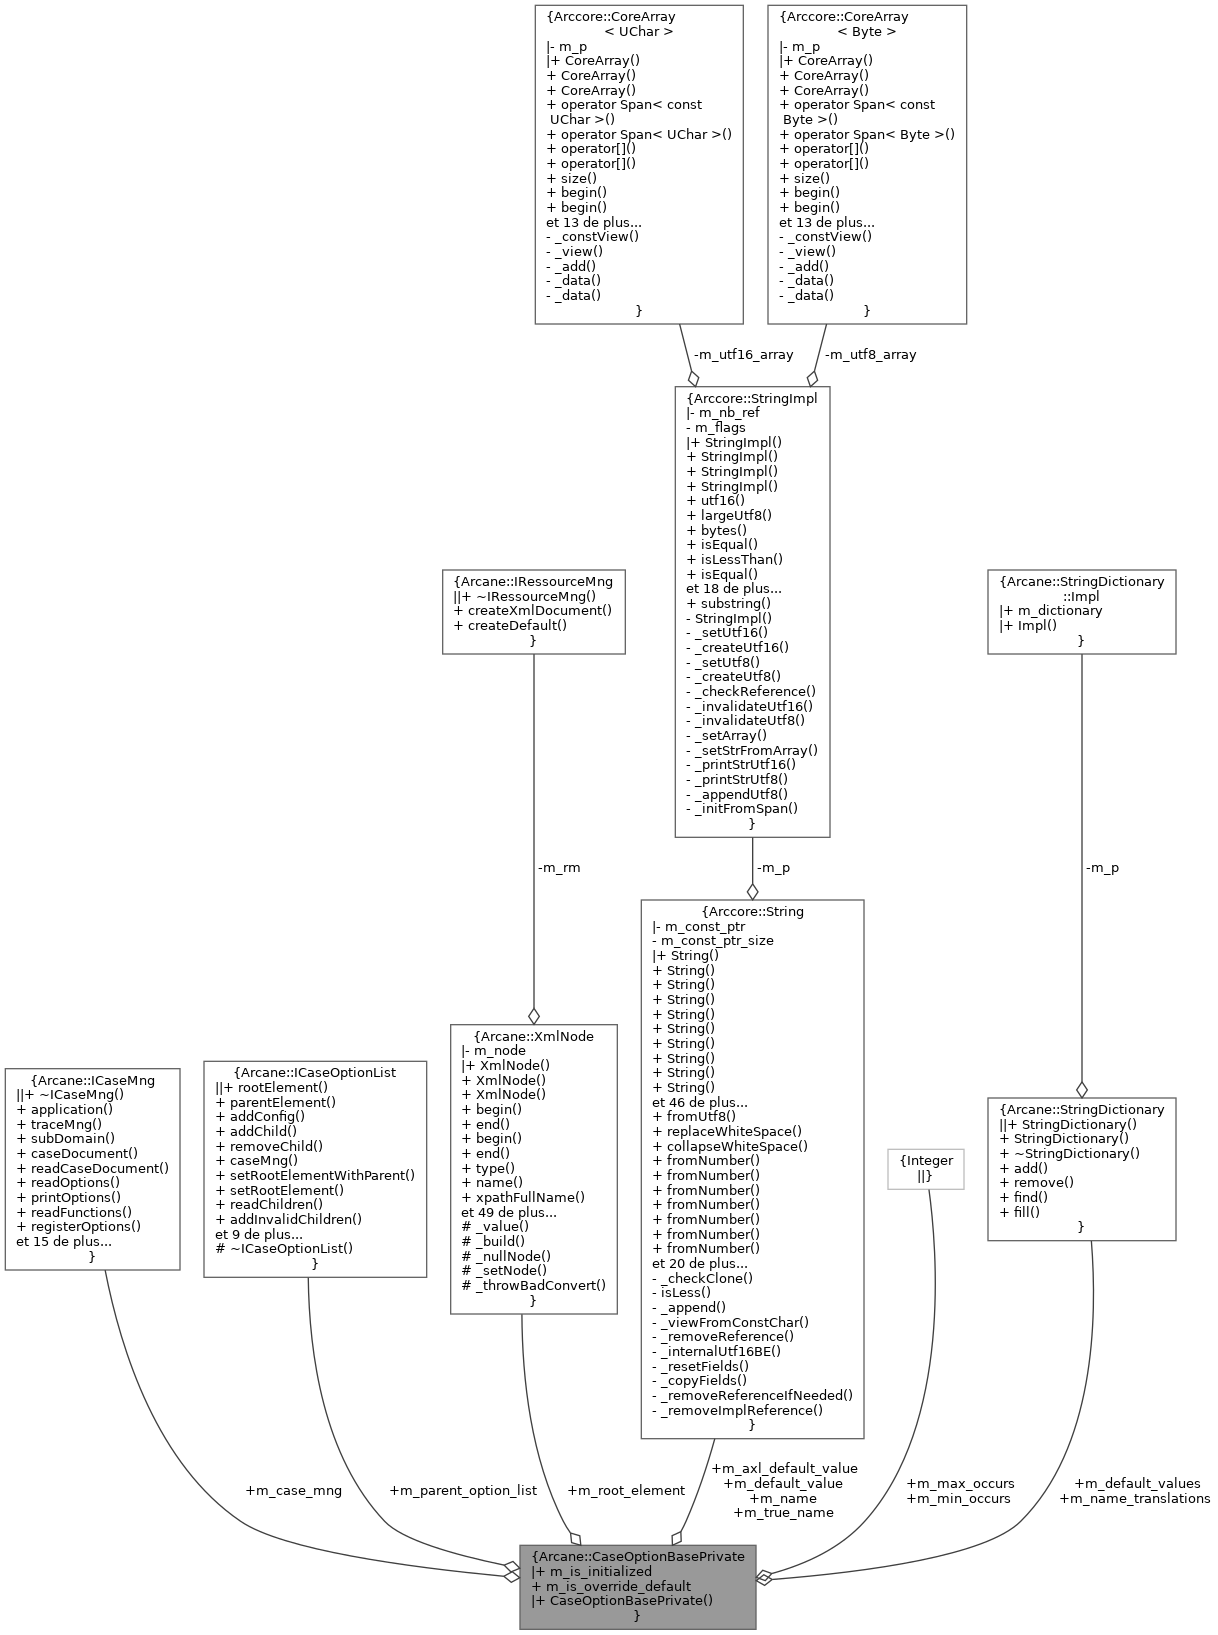 {Arccore::CoreArray
< UChar >
|- m_p
|+ CoreArray()
+ CoreArray()
+ CoreArray()
+ operator Span< const
UChar >()
+ operator Span< UChar >()
+ operator[]()
+ operator[]()
+ size()
+ begin()
+ begin()
et 13 de plus...
- _constView()
- _view()
- _add()
- _data()
- _data()
}
{Arccore::CoreArray
< Byte >
|- m_p
|+ CoreArray()
+ CoreArray()
+ CoreArray()
+ operator Span< const
Byte >()
+ operator Span< Byte >()
+ operator[]()
+ operator[]()
+ size()
+ begin()
+ begin()
et 13 de plus...
- _constView()
- _view()
- _add()
- _data()
- _data()
}
-m_utf16_array
-m_utf8_array
{Arccore::StringImpl
|- m_nb_ref
- m_flags
|+ StringImpl()
+ StringImpl()
+ StringImpl()
+ StringImpl()
+ utf16()
+ largeUtf8()
+ bytes()
+ isEqual()
+ isLessThan()
+ isEqual()
et 18 de plus...
+ substring()
- StringImpl()
- _setUtf16()
- _createUtf16()
- _setUtf8()
- _createUtf8()
- _checkReference()
- _invalidateUtf16()
- _invalidateUtf8()
- _setArray()
- _setStrFromArray()
- _printStrUtf16()
- _printStrUtf8()
- _appendUtf8()
- _initFromSpan()
}
{Arcane::IRessourceMng
||+ ~IRessourceMng()
+ createXmlDocument()
+ createDefault()
}
{Arcane::StringDictionary
::Impl
|+ m_dictionary
|+ Impl()
}
-m_rm
-m_p
-m_p
{Arccore::String
|- m_const_ptr
- m_const_ptr_size
|+ String()
+ String()
+ String()
+ String()
+ String()
+ String()
+ String()
+ String()
+ String()
+ String()
et 46 de plus...
+ fromUtf8()
+ replaceWhiteSpace()
+ collapseWhiteSpace()
+ fromNumber()
+ fromNumber()
+ fromNumber()
+ fromNumber()
+ fromNumber()
+ fromNumber()
+ fromNumber()
et 20 de plus...
- _checkClone()
- isLess()
- _append()
- _viewFromConstChar()
- _removeReference()
- _internalUtf16BE()
- _resetFields()
- _copyFields()
- _removeReferenceIfNeeded()
- _removeImplReference()
}
{Arcane::XmlNode
|- m_node
|+ XmlNode()
+ XmlNode()
+ XmlNode()
+ begin()
+ end()
+ begin()
+ end()
+ type()
+ name()
+ xpathFullName()
et 49 de plus...
# _value()
# _build()
# _nullNode()
# _setNode()
# _throwBadConvert()
}
{Arcane::ICaseMng
||+ ~ICaseMng()
+ application()
+ traceMng()
+ subDomain()
+ caseDocument()
+ readCaseDocument()
+ readOptions()
+ printOptions()
+ readFunctions()
+ registerOptions()
et 15 de plus...
}
{Arcane::ICaseOptionList
||+ rootElement()
+ parentElement()
+ addConfig()
+ addChild()
+ removeChild()
+ caseMng()
+ setRootElementWithParent()
+ setRootElement()
+ readChildren()
+ addInvalidChildren()
et 9 de plus...
# ~ICaseOptionList()
}
{Integer
||}
{Arcane::StringDictionary
||+ StringDictionary()
+ StringDictionary()
+ ~StringDictionary()
+ add()
+ remove()
+ find()
+ fill()
}
+m_case_mng
+m_parent_option_list
+m_root_element
+m_axl_default_value
+m_default_value
+m_name
+m_true_name
+m_max_occurs
+m_min_occurs
+m_default_values
+m_name_translations
{Arcane::CaseOptionBasePrivate
|+ m_is_initialized
+ m_is_override_default
|+ CaseOptionBasePrivate()
}